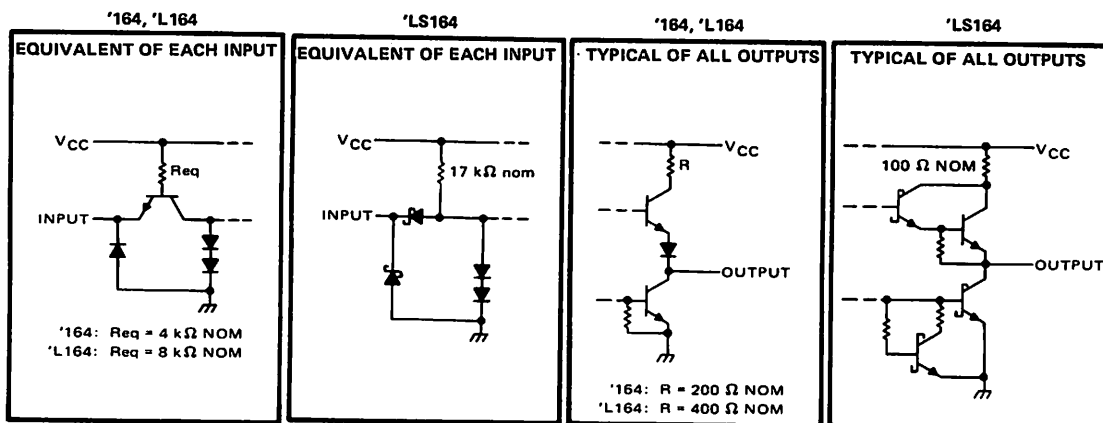 '164, 'L164
EQUIVALENT OF EACH INPUT
VCC
Req
INPUT
'164: Req = 4 kΩ NOM
'L164: Req = 8 kΩ NOM
'LS164
EQUIVALENT OF EACH INPUT
VCC
17 kΩ nom
INPUT
'164, 'L164
TYPICAL OF ALL OUTPUTS
VCC
R
OUTPUT
'164: R = 200 Ω NOM
'L164: R = 400 Ω NOM
'LS164
TYPICAL OF ALL OUTPUTS
VCC
100 Ω NOM
OUTPUT